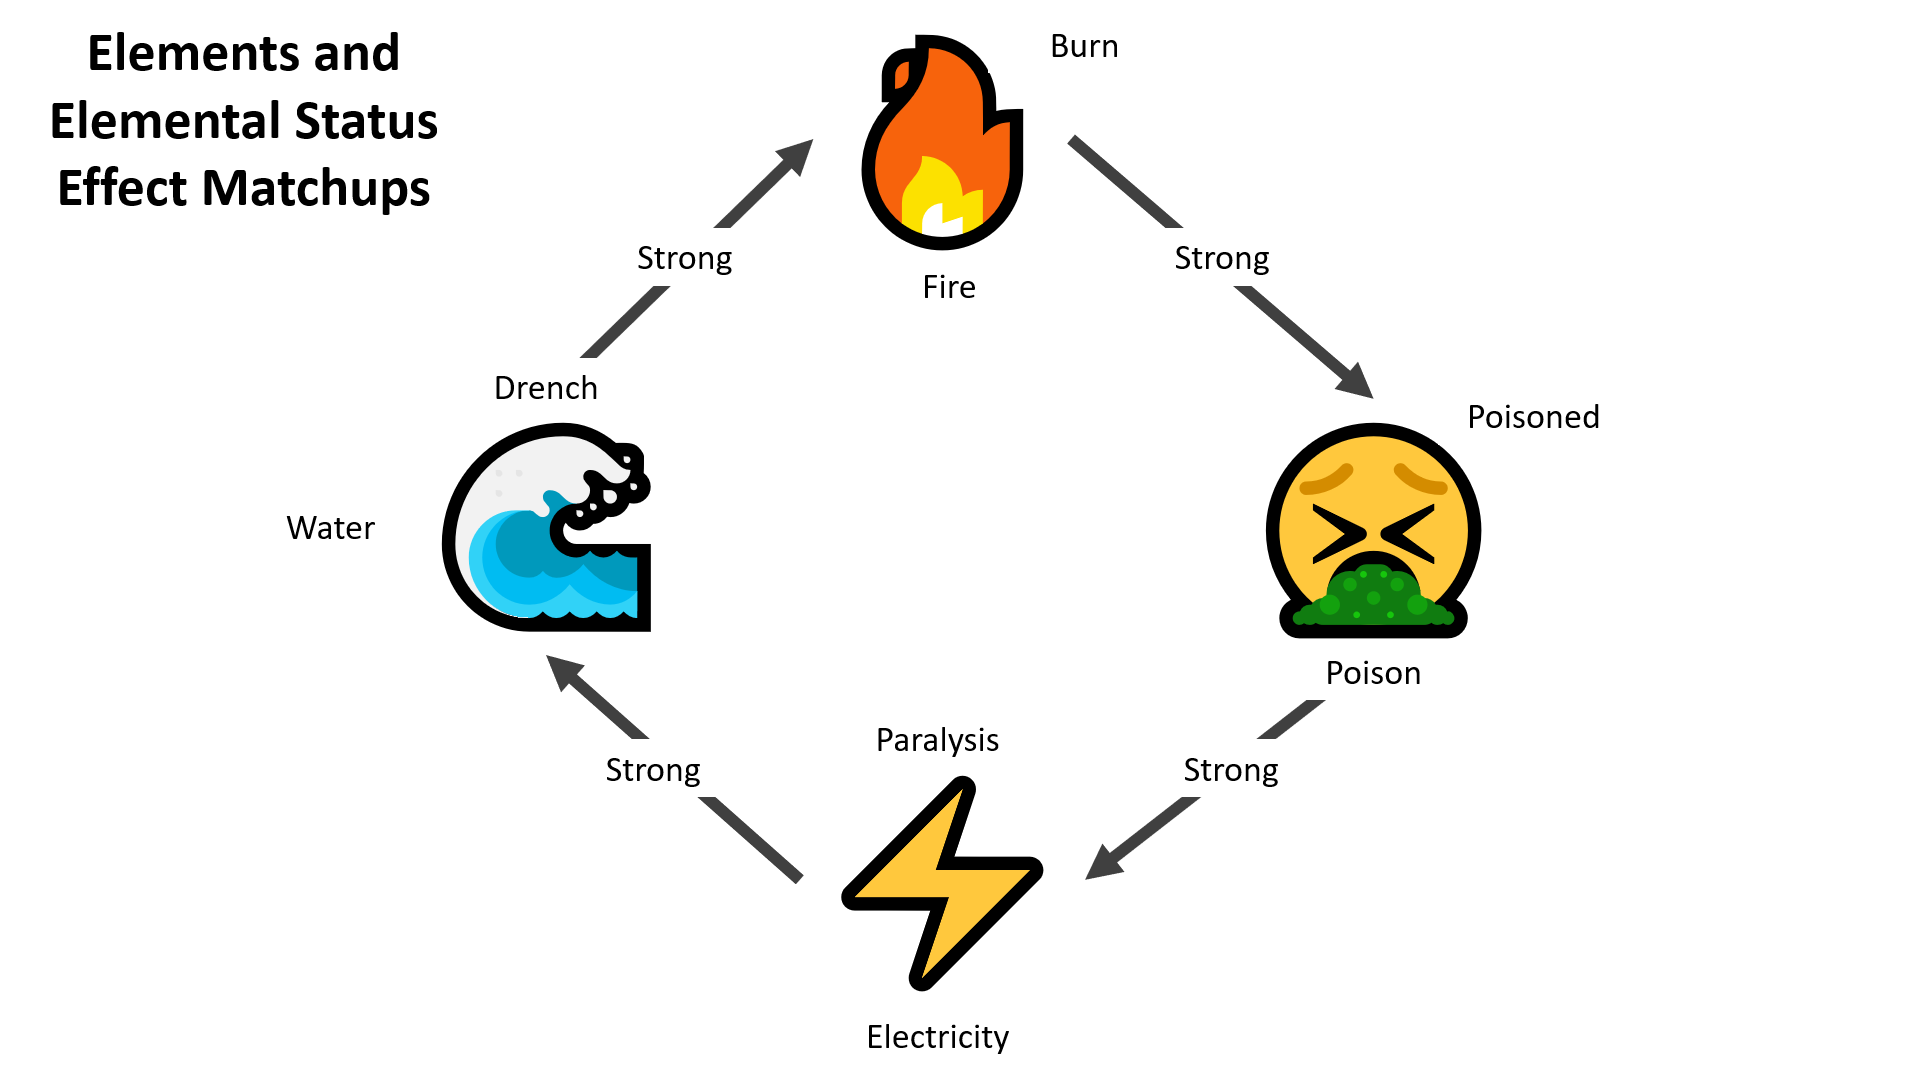 Elements and
Elemental Status
Effect Matchups
Burn
Strong
Strong
Fire
Drench
Poisoned
Water
Poison
Paralysis
Strong
Strong
Electricity